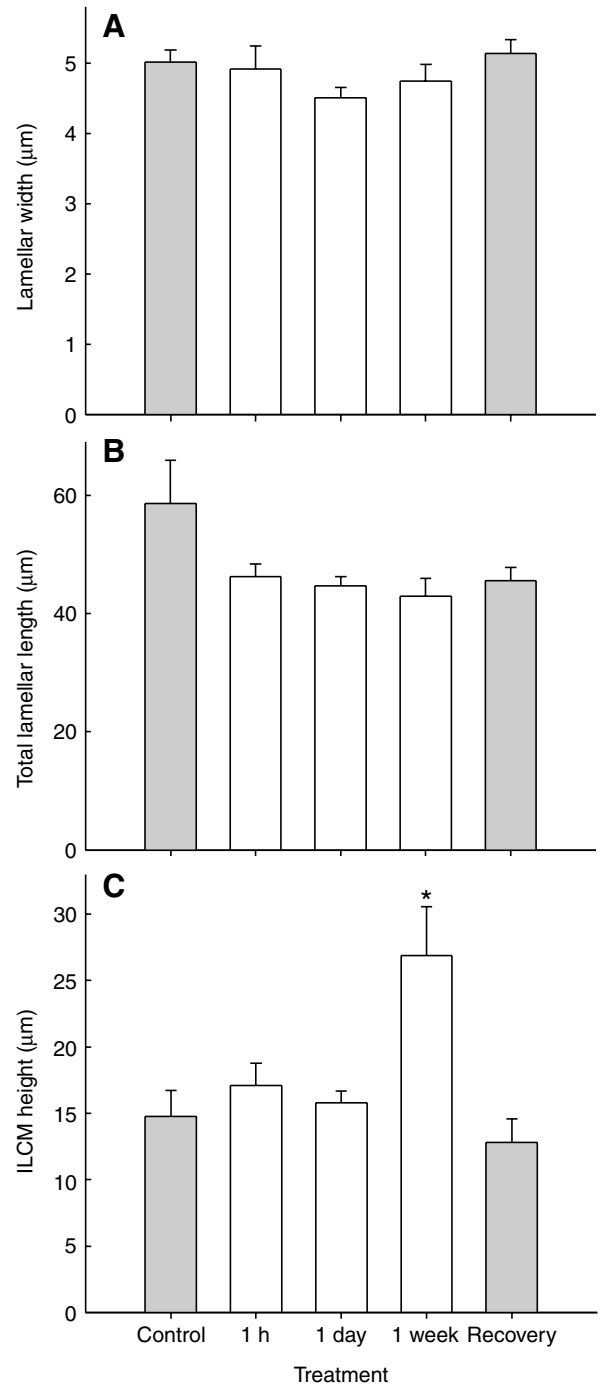 A
Lamellar width (μm)
5
4
3
2
1
0
B
Total lamellar length (μm)
60
40
20
0
C
*
ILCM height (μm)
30
25
20
15
10
5
0
Control 1 h 1 day 1 week Recovery
Treatment